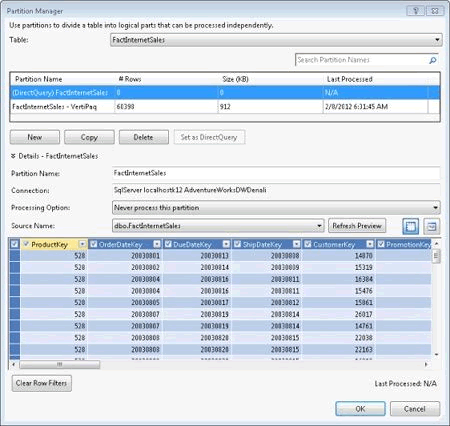 Partition Manager
Use partitions to divide a table into logical parts that can be processed independently.
Table: FactInternetSales
Search Partition Names
Partition Name # Rows Size (KB) Last Processed
(DirectQuery) FactInternetSales 0 0 N/A
FactInternetSales - VertiPaq 60398 912 2/8/2012 6:31:45 AM
New Copy Delete Set as DirectQuery
Details - FactInternetSales
Partition Name: FactInternetSales
Connection: SqlServer localhostk12 AdventureWorksDWDenali
Processing Option: Never process this partition
Source Name: dbo.FactInternetSales Refresh Preview
ProductKey OrderDateKey DueDateKey ShipDateKey CustomerKey PromotionKey
528 20030801 20030813 20030808 14870
528 20030802 20030814 20030809 15319
528 20030804 20030816 20030811 16384
528 20030804 20030816 20030811 15476
528 20030805 20030817 20030812 15861
528 20030807 20030819 20030814 26017
528 20030807 20030819 20030814 14761
528 20030808 20030820 20030815 22038
528 20030808 20030820 20030815 22163
Clear Row Filters Last Processed: N/A
OK Cancel